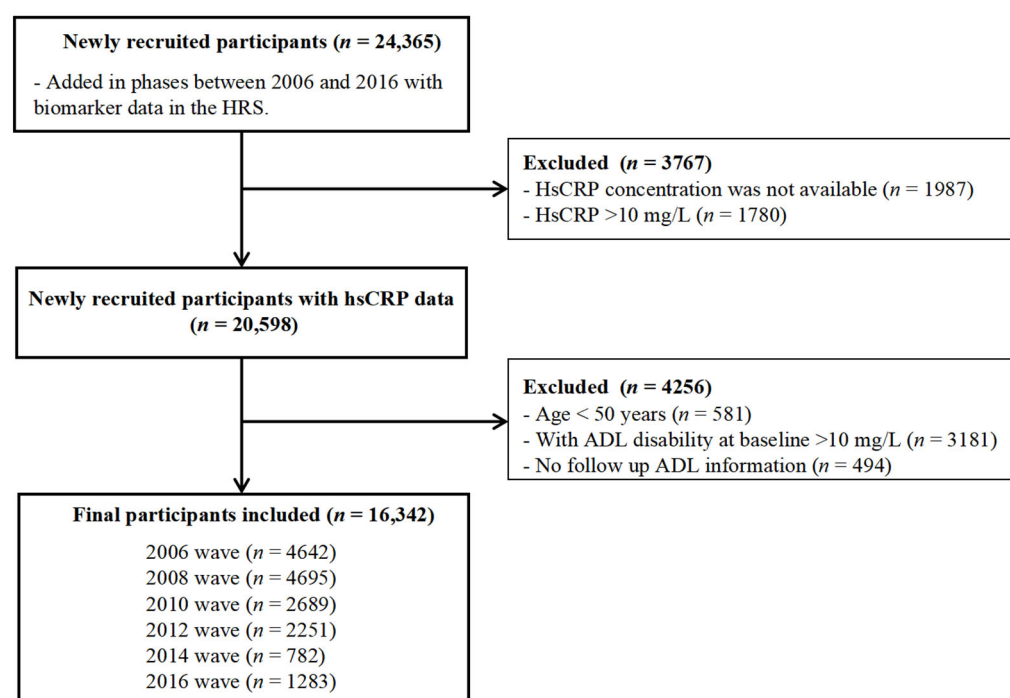 Newly recruited participants (n = 24,365)
- Added in phases between 2006 and 2016 with
biomarker data in the HRS.
Excluded (n = 3767)
- HsCRP concentration was not available (n = 1987)
- HsCRP >10 mg/L (n = 1780)
Newly recruited participants with hsCRP data
(n = 20,598)
Excluded (n = 4256)
- Age < 50 years (n = 581)
- With ADL disability at baseline >10 mg/L (n = 3181)
- No follow up ADL information (n = 494)
Final participants included (n = 16,342)
2006 wave (n = 4642)
2008 wave (n = 4695)
2010 wave (n = 2689)
2012 wave (n = 2251)
2014 wave (n = 782)
2016 wave (n = 1283)